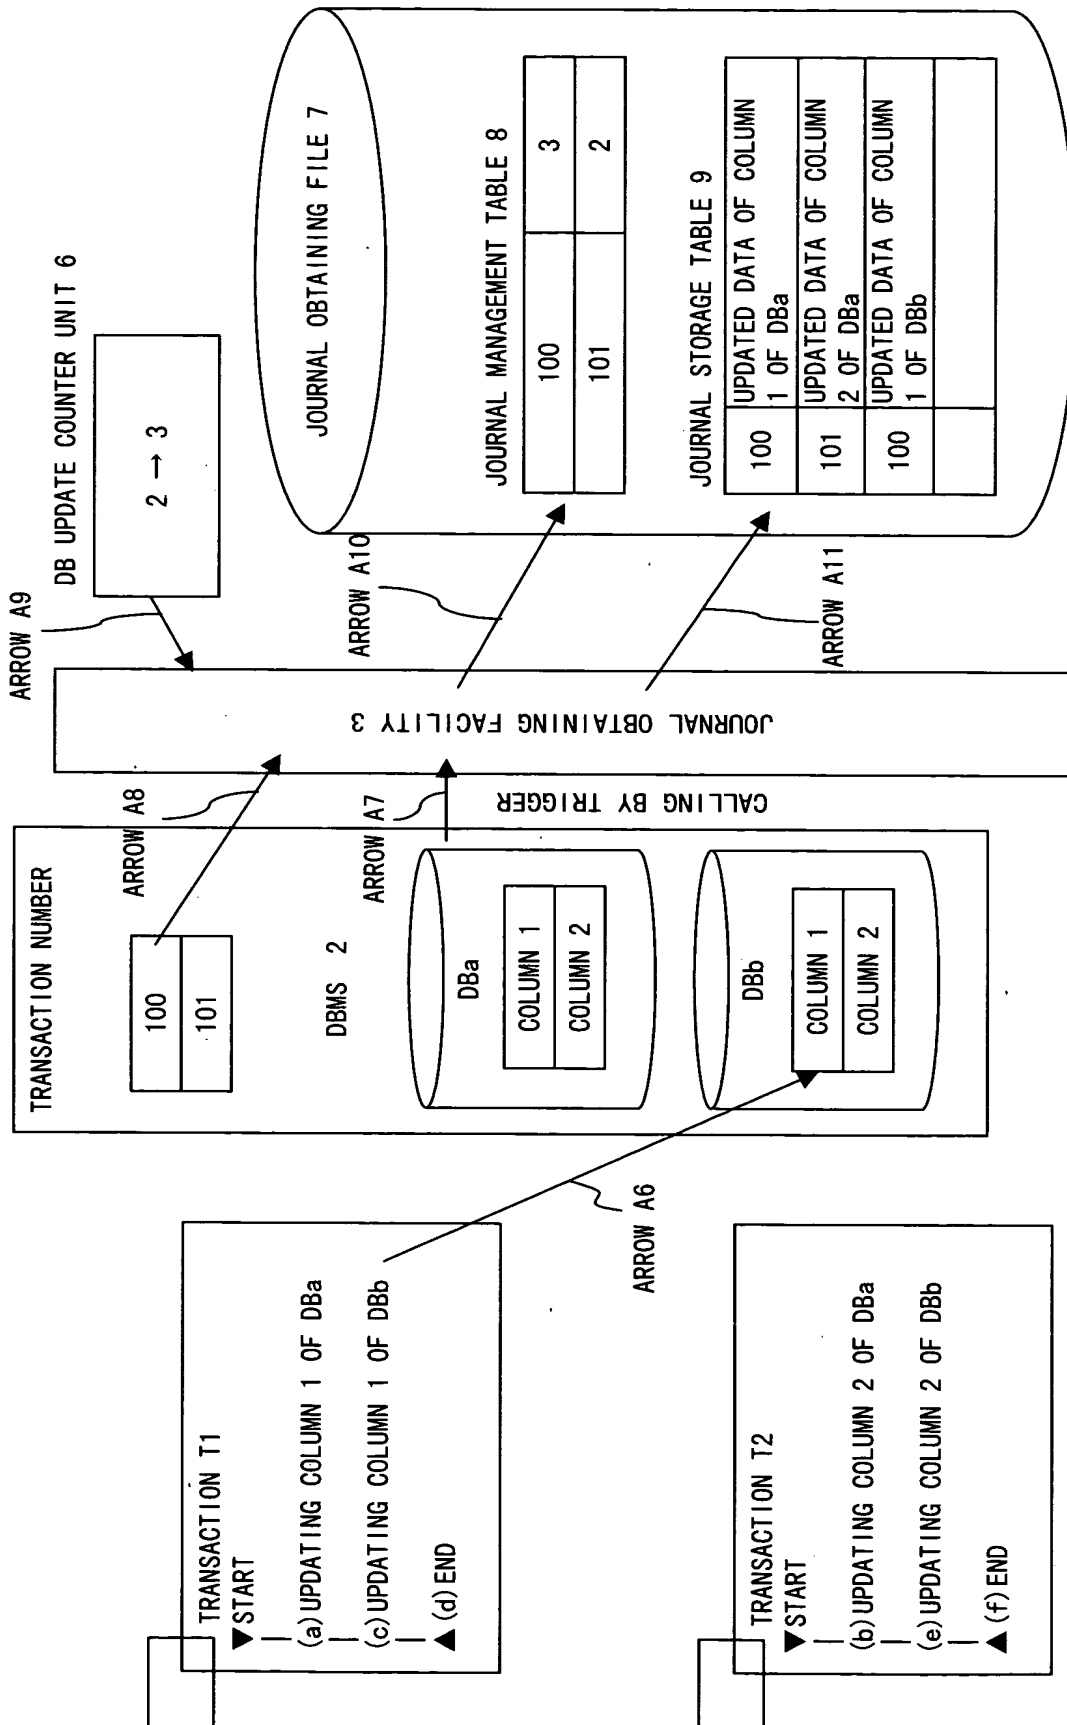 TRANSACTION T1
▼START
(a)UPDATING COLUMN 1 OF DBa
(c)UPDATING COLUMN 1 OF DBb
▲(d)END
TRANSACTION T2
▼START
(b)UPDATING COLUMN 2 OF DBa
(e)UPDATING COLUMN 2 OF DBb
▲(f)END
ARROW A6
TRANSACTION NUMBER
100
101
DBMS 2
DBa
COLUMN 1
COLUMN 2
DBb
COLUMN 1
COLUMN 2
ARROW A8
ARROW A7
CALLING BY TRIGGER
JOURNAL OBTAINING FACILITY 3
ARROW A9
DB UPDATE COUNTER UNIT 6
2 → 3
ARROW A10
ARROW A11
JOURNAL OBTAINING FILE 7
JOURNAL MANAGEMENT TABLE 8
100 3
101 2
JOURNAL STORAGE TABLE 9
100 UPDATED DATA OF COLUMN
1 OF DBa
101 UPDATED DATA OF COLUMN
2 OF DBa
100 UPDATED DATA OF COLUMN
1 OF DBb